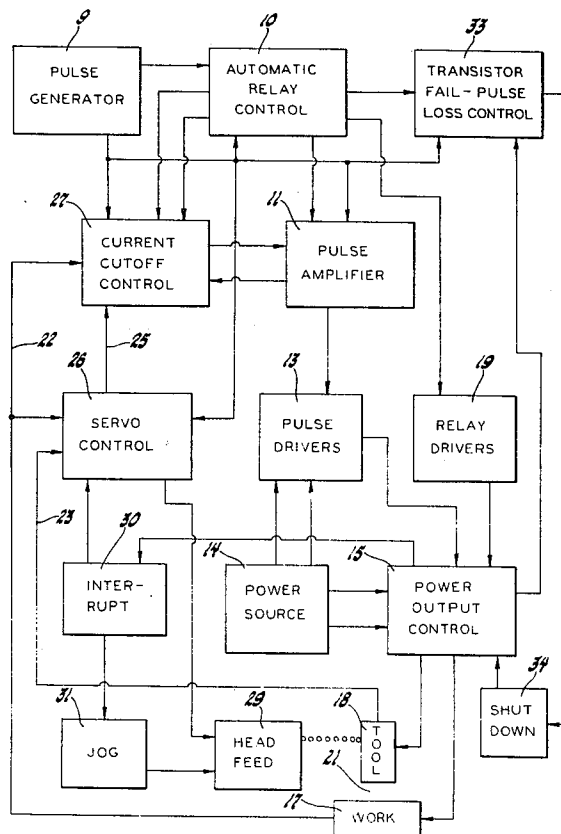 9
PULSE
GENERATOR
10
AUTOMATIC
RELAY
CONTROL
33
TRANSISTOR
FAIL-PULSE
LOSS CONTROL
27
CURRENT
CUTOFF
CONTROL
11
PULSE
AMPLIFIER
22
25
26
SERVO
CONTROL
13
PULSE
DRIVERS
19
RELAY
DRIVERS
23
30
INTER-
RUPT
14
POWER
SOURCE
15
POWER
OUTPUT
CONTROL
34
SHUT
DOWN
31
JOG
29
HEAD
FEED
18
TOOL
21
17
WORK